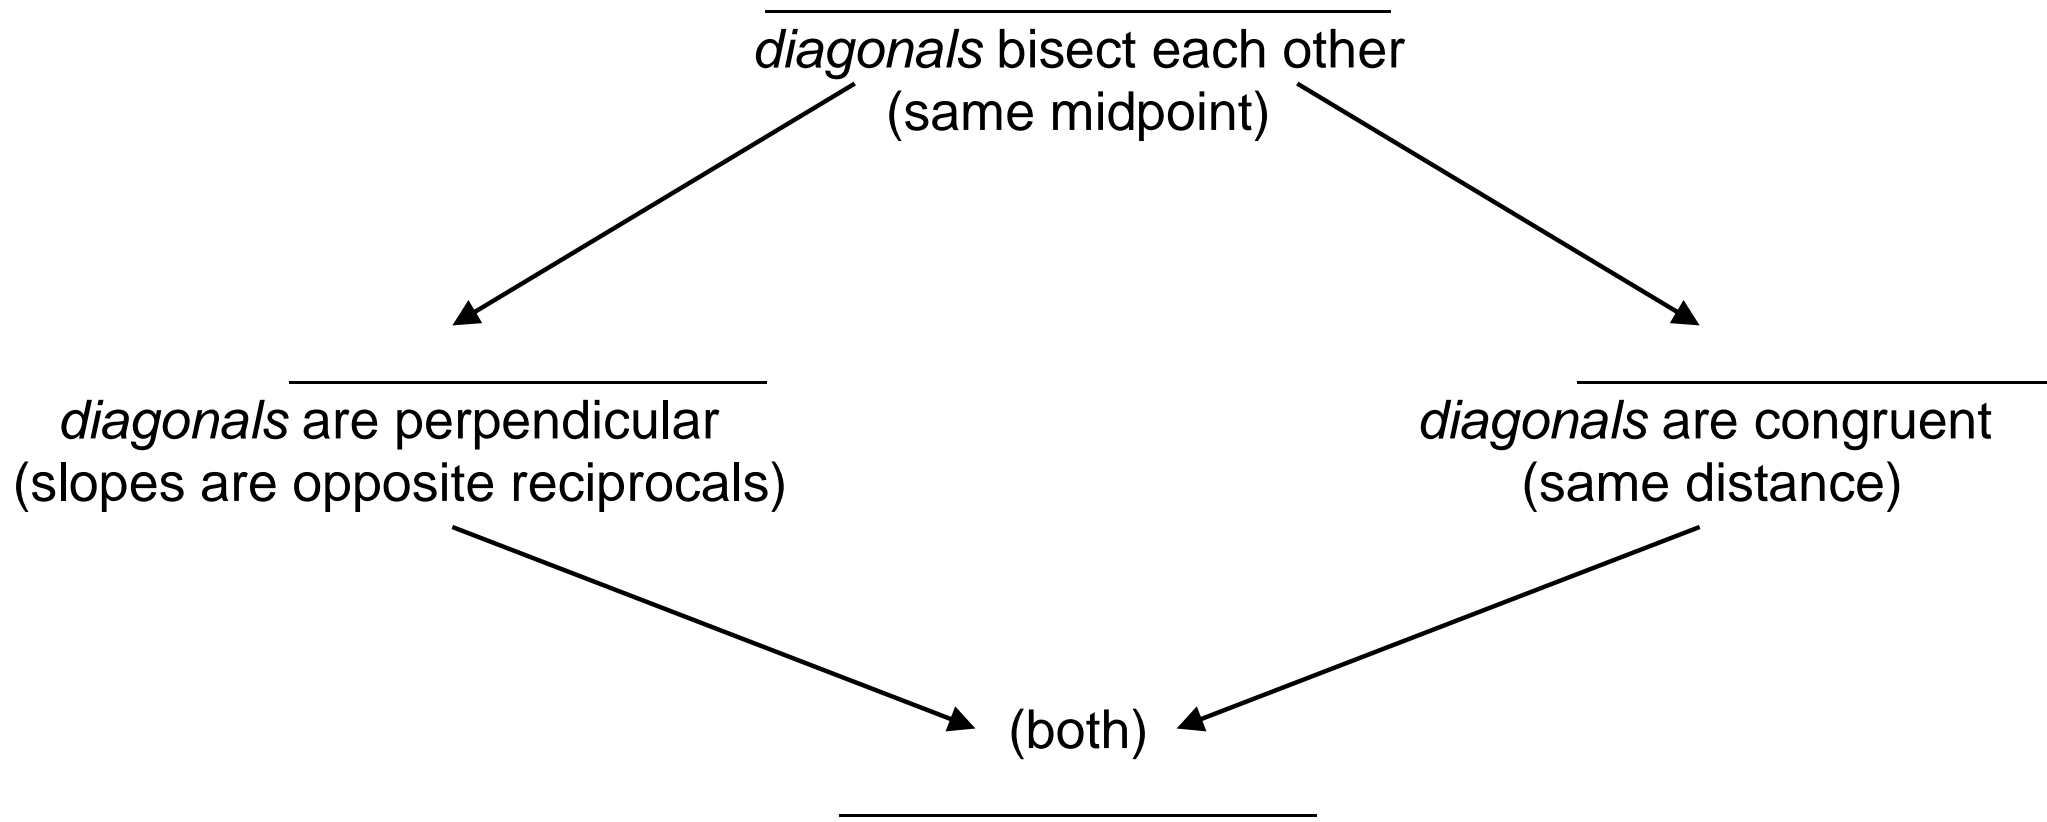 diagonals bisect each other
(same midpoint)
diagonals are perpendicular
(slopes are opposite reciprocals)
diagonals are congruent
(same distance)
(both)